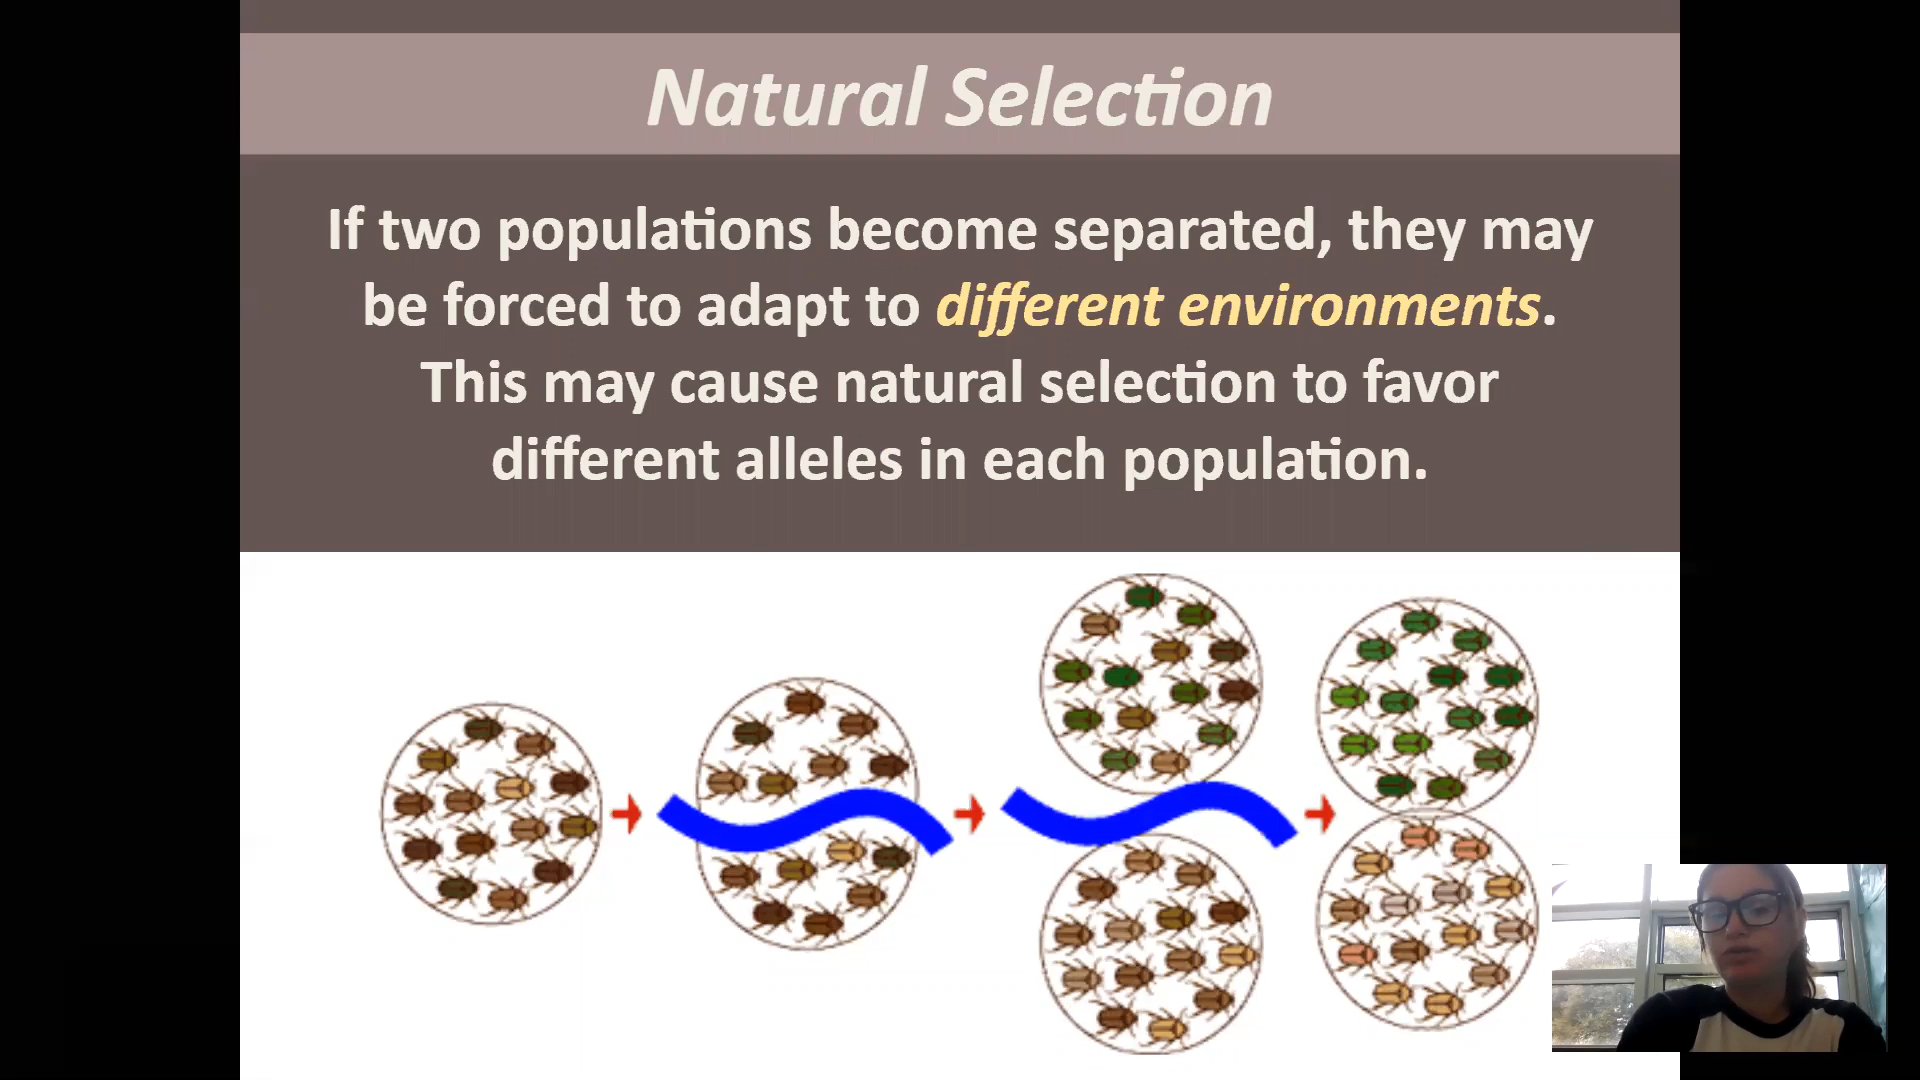 Natural Selection
If two populations become separated, they may
be forced to adapt to different environments.
This may cause natural selection to favor
different alleles in each population.